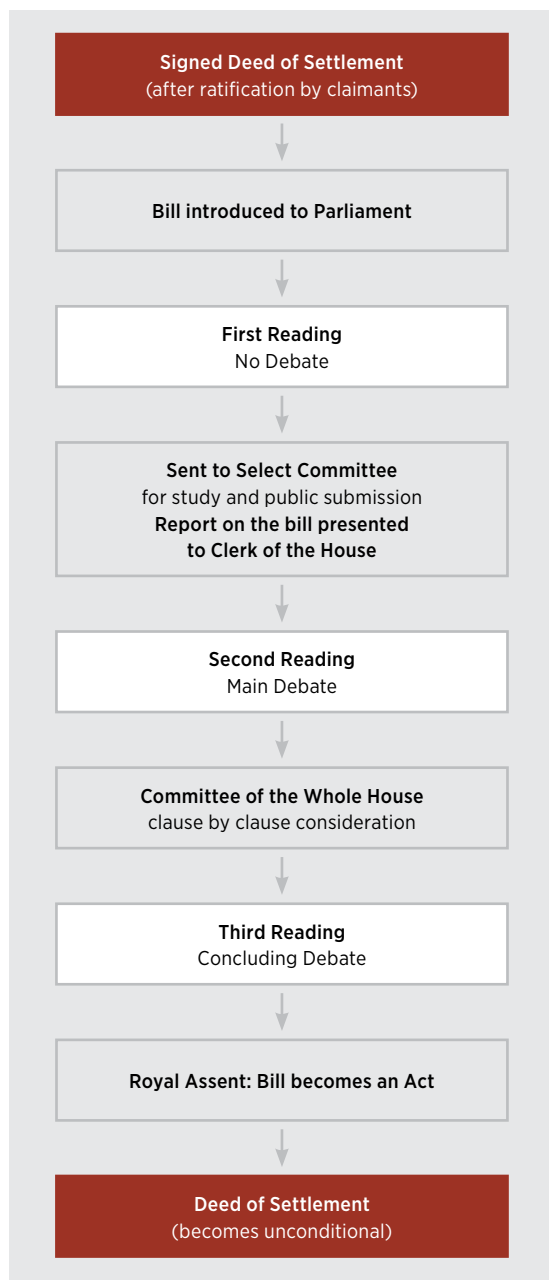 Signed Deed of Settlement
(after ratification by claimants)
Bill introduced to Parliament
First Reading
No Debate
Sent to Select Committee
for study and public submission
Report on the bill presented
to Clerk of the House
Second Reading
Main Debate
Committee of the Whole House
clause by clause consideration
Third Reading
Concluding Debate
Royal Assent: Bill becomes an Act
Deed of Settlement
(becomes unconditional)